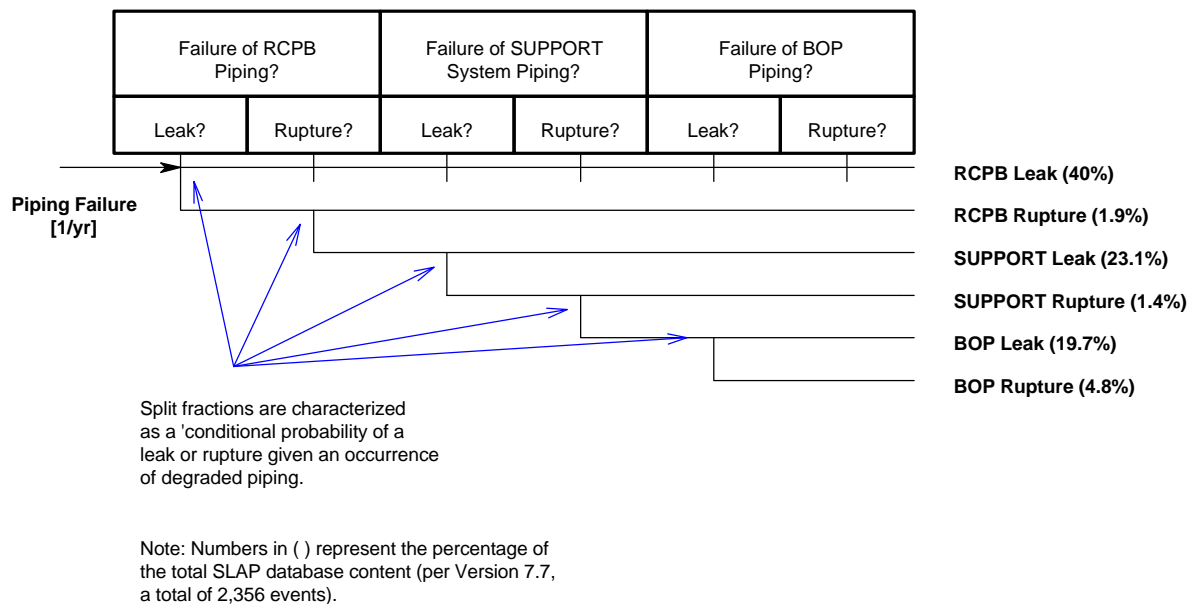 Failure of RCPB
Piping?
Failure of SUPPORT
System Piping?
Failure of BOP
Piping?
Leak?
Rupture?
Leak?
Rupture?
Leak?
Rupture?
Piping Failure
[1/yr]
RCPB Leak (40%)
RCPB Rupture (1.9%)
SUPPORT Leak (23.1%)
SUPPORT Rupture (1.4%)
BOP Leak (19.7%)
BOP Rupture (4.8%)
Split fractions are characterized
as a 'conditional probability of a
leak or rupture given an occurrence
of degraded piping.
Note: Numbers in ( ) represent the percentage of
the total SLAP database content (per Version 7.7,
a total of 2,356 events).